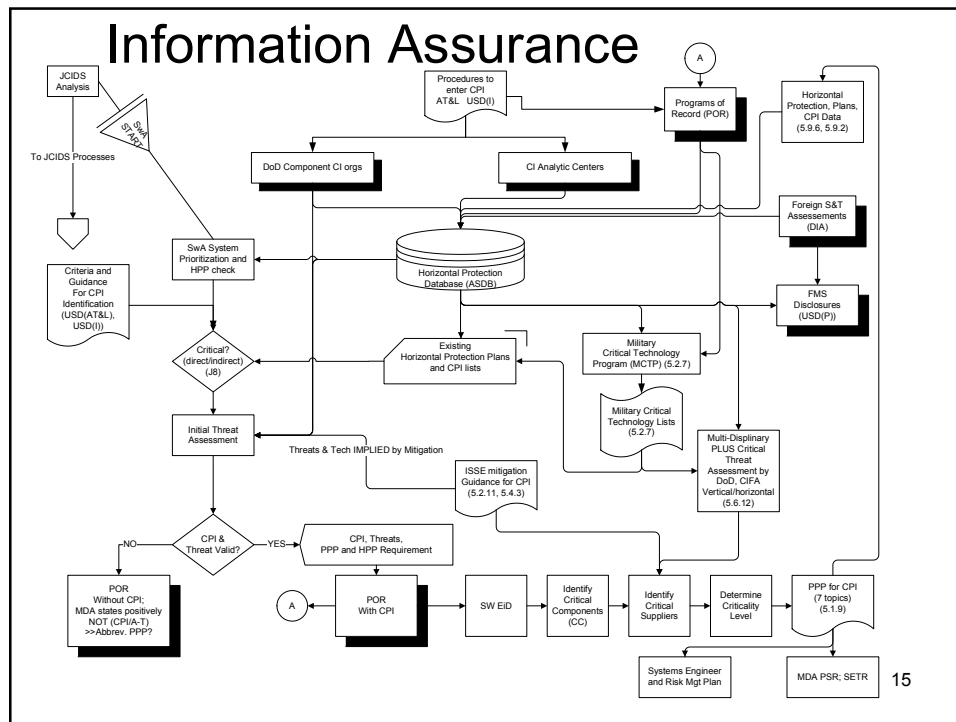 Information Assurance
JCIDS
Analysis
SwA
START
To JCIDS Processes
Procedures to
enter CPI
AT&L USD(I)
A
Programs of
Record (POR)
Horizontal
Protection, Plans,
CPI Data
(5.9.6, 5.9.2)
DoD Component CI orgs
CI Analytic Centers
Foreign S&T
Assessements
(DIA)
SwA System
Prioritization and
HPP check
Horizontal Protection
Database (ASDB)
Criteria and
Guidance
For CPI
Identification
(USD(AT&L),
USD(I))
FMS
Disclosures
(USD(P))
Critical?
(direct/indirect)
(J8)
Existing
Horizontal Protection Plans
and CPI lists
Military
Critical Technology
Program (MCTP) (5.2.7)
Initial Threat
Assessment
Military Critical
Technology Lists
(5.2.7)
Threats & Tech IMPLIED by Mitigation
Multi-Displinary
PLUS Critical
Threat
Assessment by
DoD, CIFA
Vertical/horizontal
(5.6.12)
ISSE mitigation
Guidance for CPI
(5.2.11, 5.4.3)
NO
CPI &
Threat Valid?
YES
CPI, Threats,
PPP and HPP Requirement
POR
Without CPI;
MDA states positively
NOT (CPI/A-T)
>>Abbrev. PPP?
A
POR
With CPI
SW EiD
Identify
Critical
Components
(CC)
Identify
Critical
Suppliers
Determine
Criticality
Level
PPP for CPI
(7 topics)
(5.1.9)
Systems Engineer
and Risk Mgt Plan
MDA PSR; SETR
15